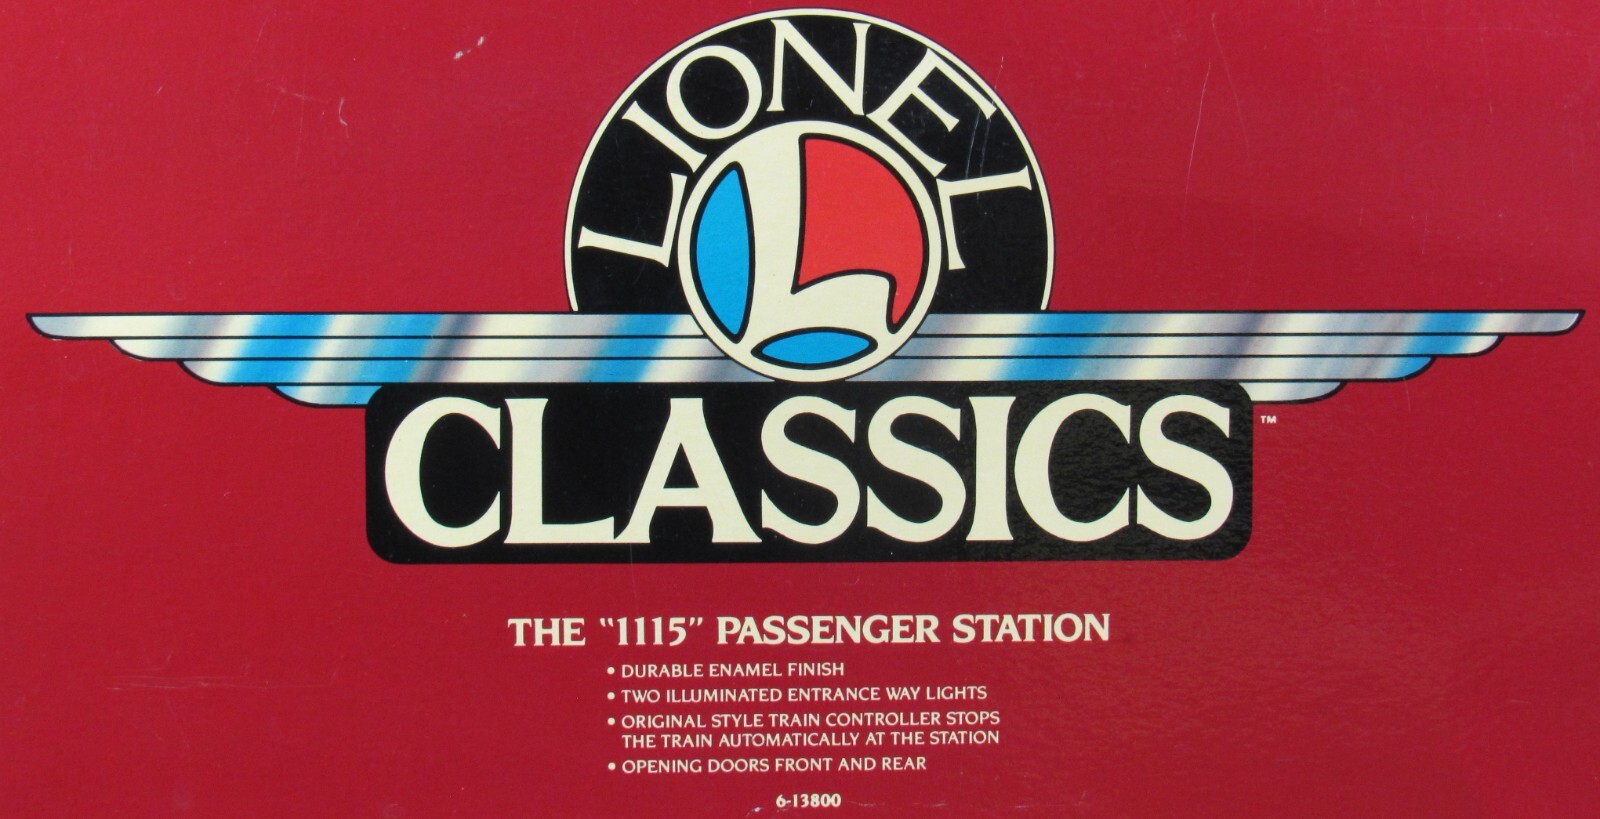 LIONEL
CLASSICS ™
THE "1115" PASSENGER STATION
• DURABLE ENAMEL FINISH
• TWO ILLUMINATED ENTRANCE WAY LIGHTS
• ORIGINAL STYLE TRAIN CONTROLLER STOPS
THE TRAIN AUTOMATICALLY AT THE STATION
• OPENING DOORS FRONT AND REAR
6-13800